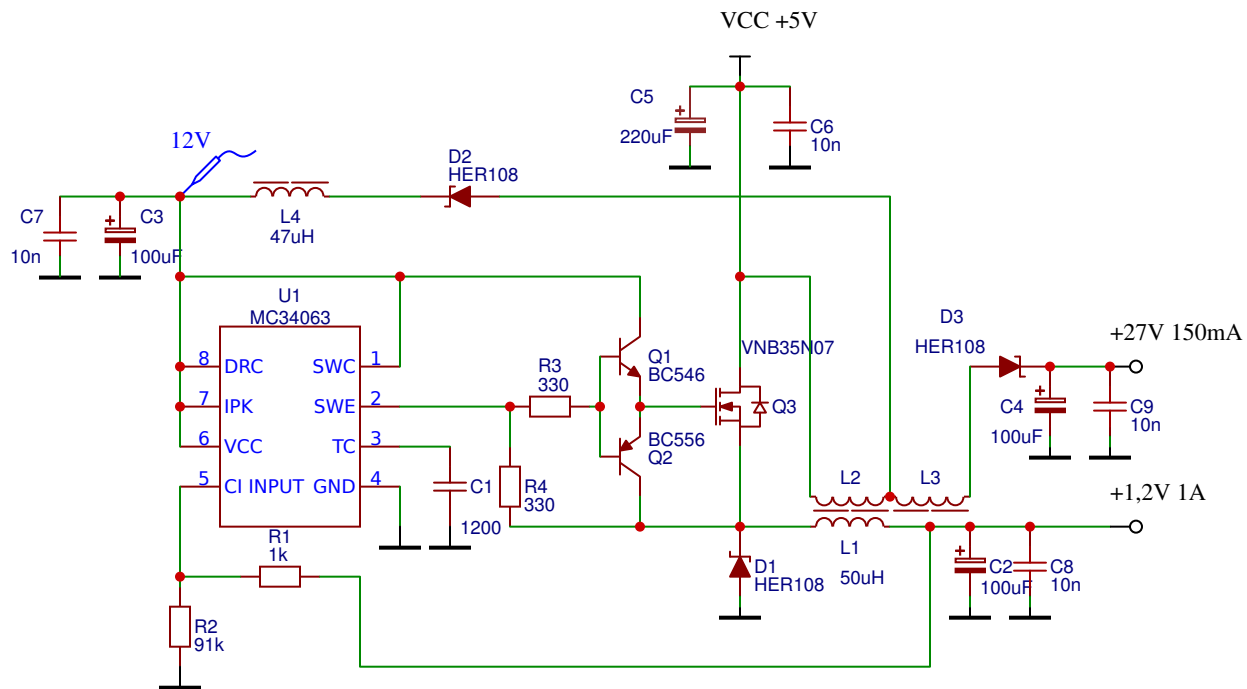 VCC +5V
C5
220uF
C6
10n
12V
D2
HER108
C7
10n
C3
100uF
L4
47uH
U1
MC34063
8 DRC SWC 1
7 IPK SWE 2
6 VCC TC 3
5 CI INPUT GND 4
R3
330
Q1
BC546
BC556
Q2
VNB35N07
Q3
D3
HER108
+27V 150mA
C4
100uF
C9
10n
C1
1200
R4
330
L2
L3
+1,2V 1A
L1
50uH
D1
HER108
C2
100uF
C8
10n
R1
1k
R2
91k